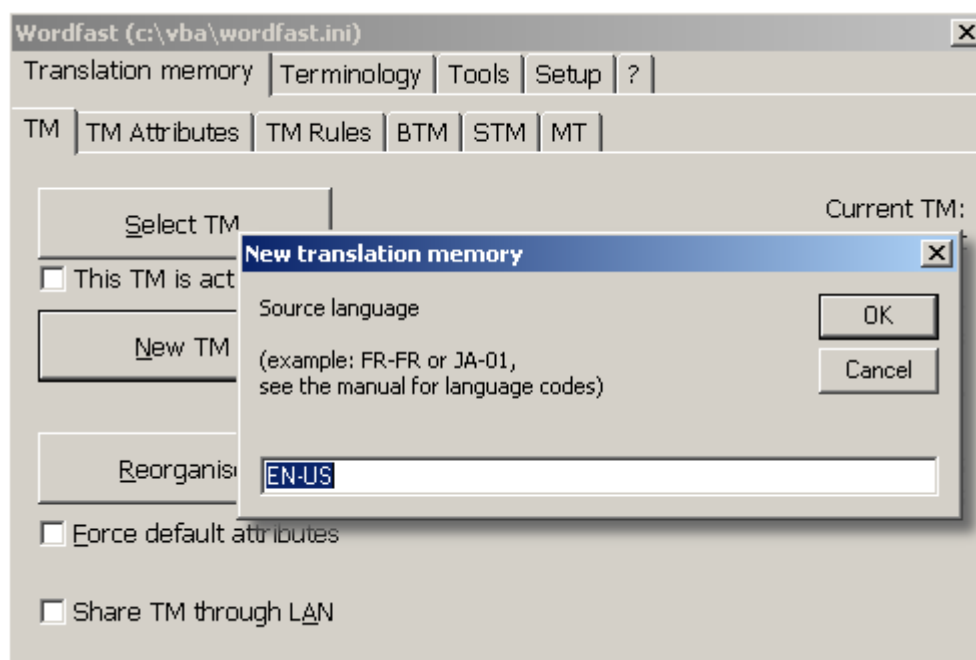 Wordfast (c:\vba\wordfast.ini)
Translation memory Terminology Tools Setup ?
TM TM Attributes TM Rules BTM STM MT
Select TM
Current TM:
New translation memory
This TM is act
Source language
OK
New TM
(example: FR-FR or JA-01,
see the manual for language codes)
Cancel
Reorganis
EN-US
Force default attributes
Share TM through LAN